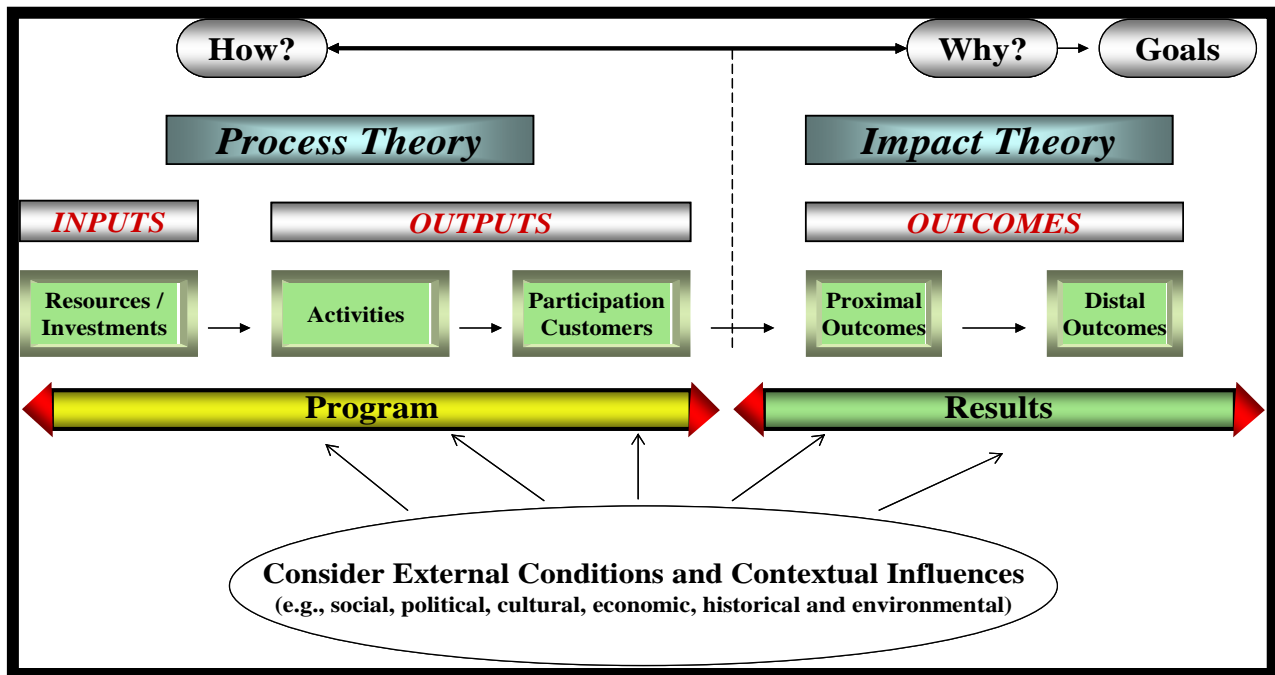 How?
Why?
Goals
Process Theory
Impact Theory
INPUTS
OUTPUTS
OUTCOMES
Resources /
Investments
Activities
Participation
Customers
Proximal
Outcomes
Distal
Outcomes
Program
Results
Consider External Conditions and Contextual Influences
(e.g., social, political, cultural, economic, historical and environmental)